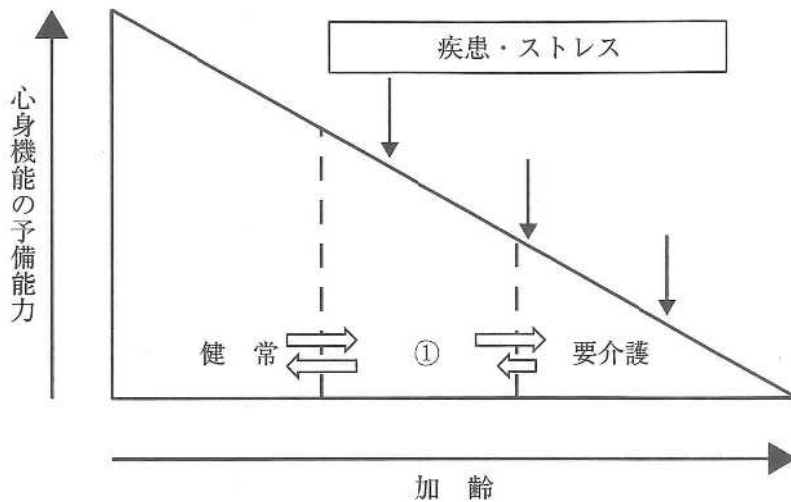 疾患・ストレス
心身機能の予備能力
健 常
①
要介護
加 齢